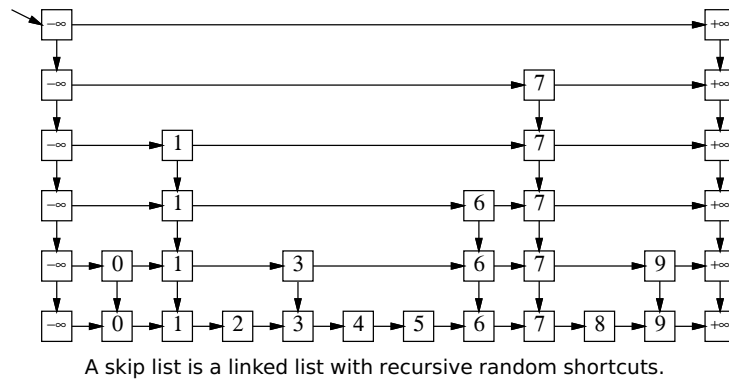 −∞ +∞
−∞ 7 +∞
−∞ 1 7 +∞
−∞ 1 6 7 +∞
−∞ 0 1 3 6 7 9 +∞
−∞ 0 1 2 3 4 5 6 7 8 9 +∞
A skip list is a linked list with recursive random shortcuts.